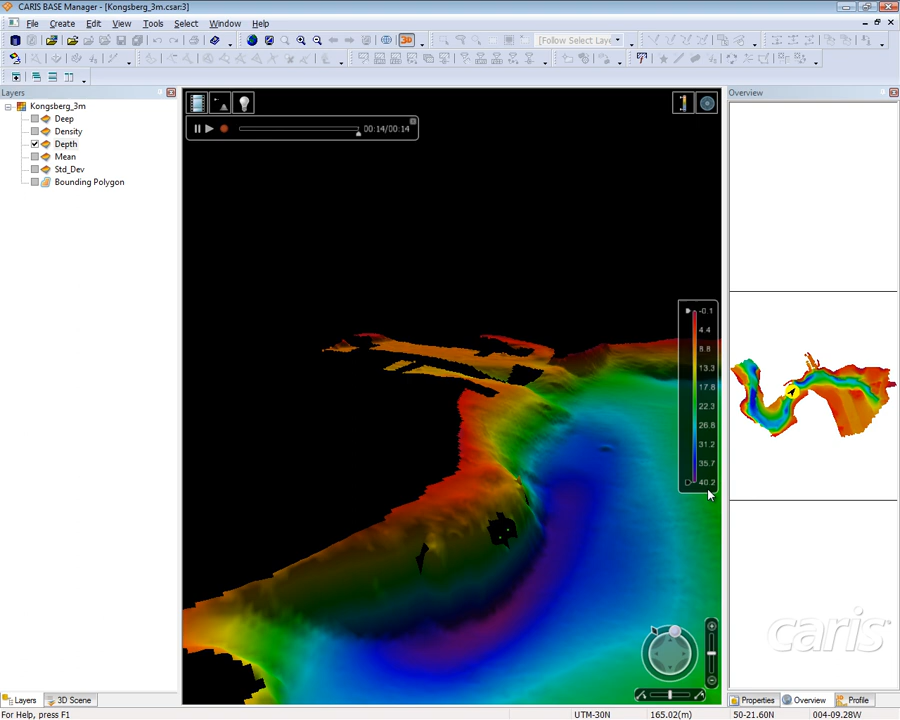 CARIS BASE Manager - [Kongsberg_3m.csar:3]
File Create Edit View Tools Select Window Help
3D
[Follow Select Laye
Layers
Kongsberg_3m
Deep
Density
Depth
Mean
Std_Dev
Bounding Polygon
00:14/00:14
-0.1
4.4
8.8
13.3
17.8
22.3
26.8
31.2
35.7
40.2
Overview
caris
Layers 3D Scene
Properties Overview Profile
For Help, press F1 UTM-30N 165.02(m) 50-21.60N 004-09.28W